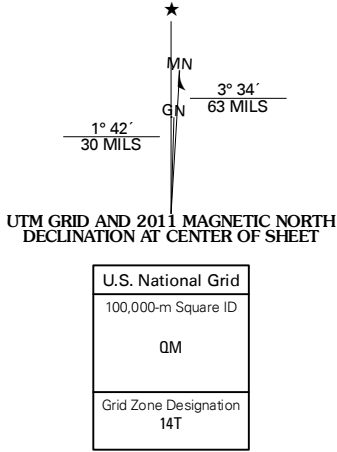 ★
MN
3° 34´
63 MILS
GN
1° 42´
30 MILS
UTM GRID AND 2011 MAGNETIC NORTH
DECLINATION AT CENTER OF SHEET
U.S. National Grid
100,000-m Square ID
QM
Grid Zone Designation
14T